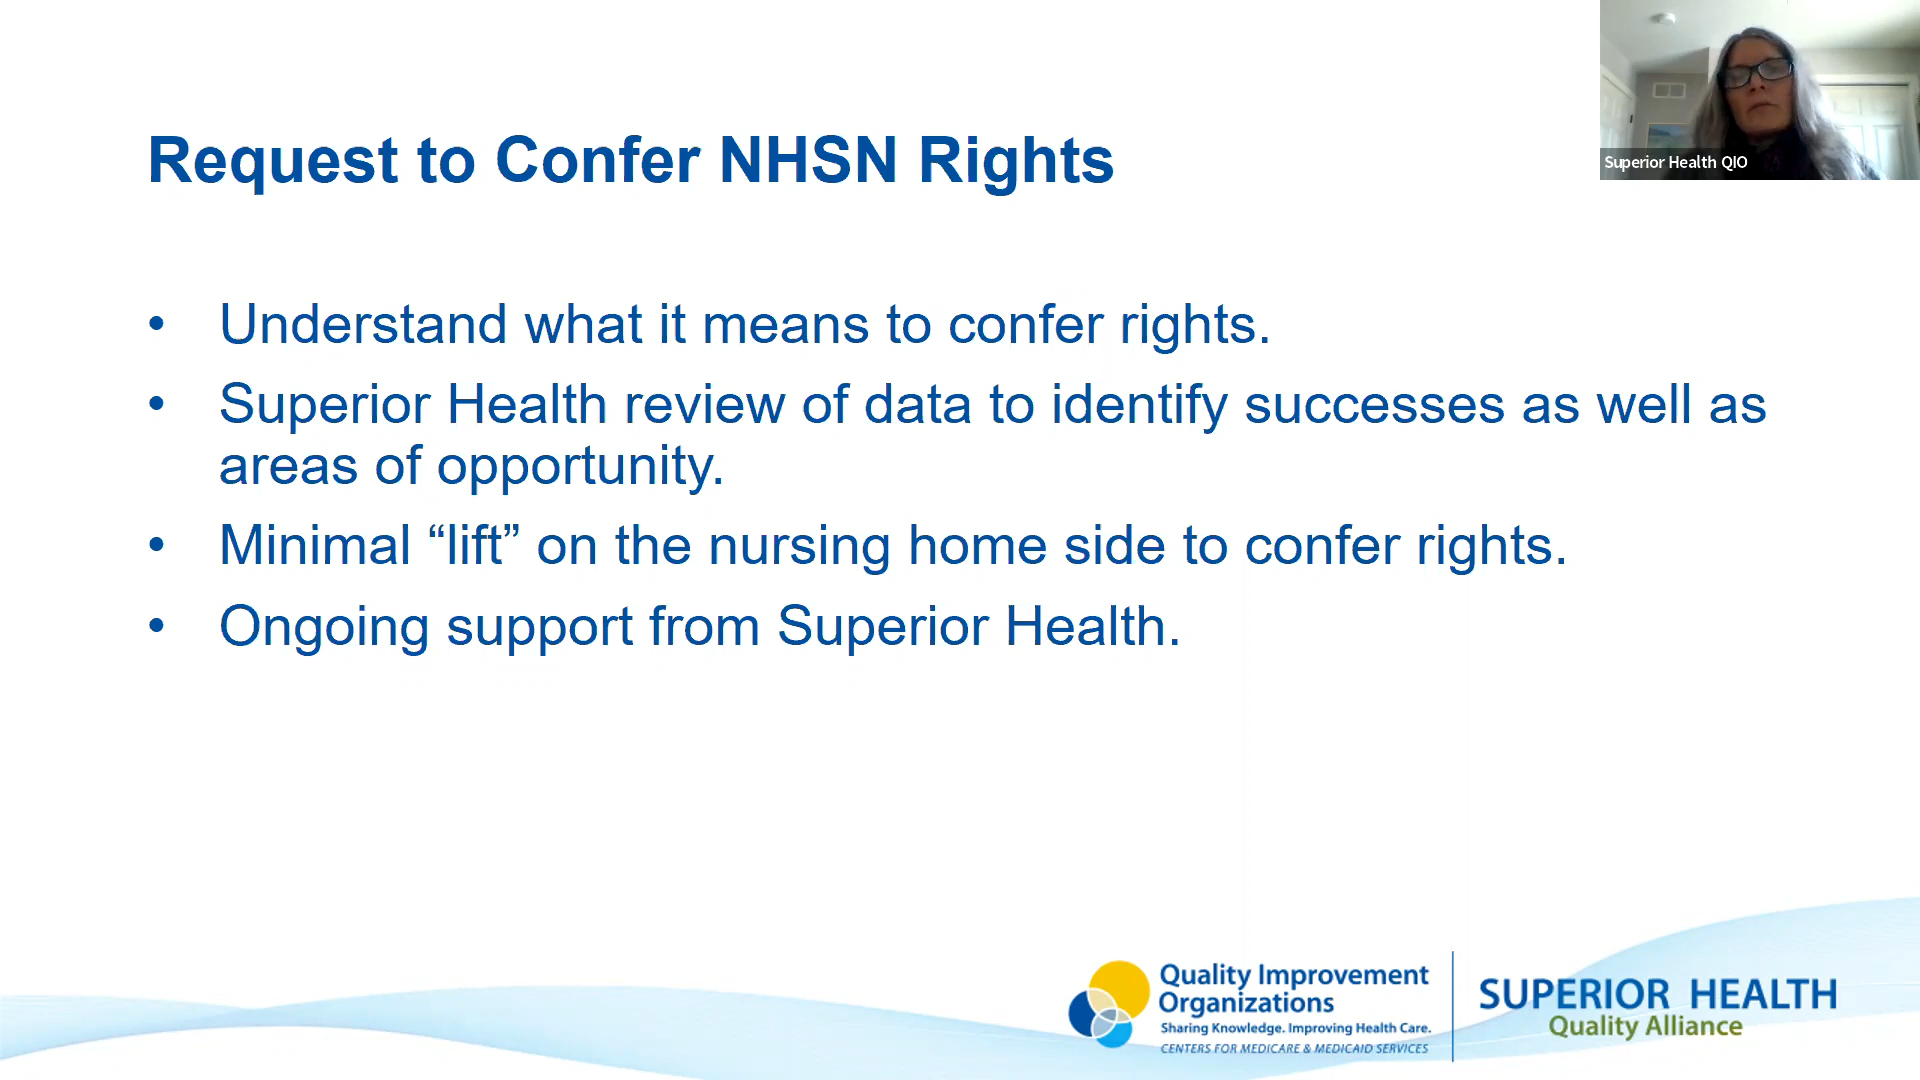 Request to Confer NHSN Rights
Superior Health QIO
• Understand what it means to confer rights.
• Superior Health review of data to identify successes as well as
areas of opportunity.
• Minimal “lift” on the nursing home side to confer rights.
• Ongoing support from Superior Health.
Quality Improvement
Organizations
Sharing Knowledge. Improving Health Care.
CENTERS FOR MEDICARE & MEDICAID SERVICES
SUPERIOR HEALTH
Quality Alliance